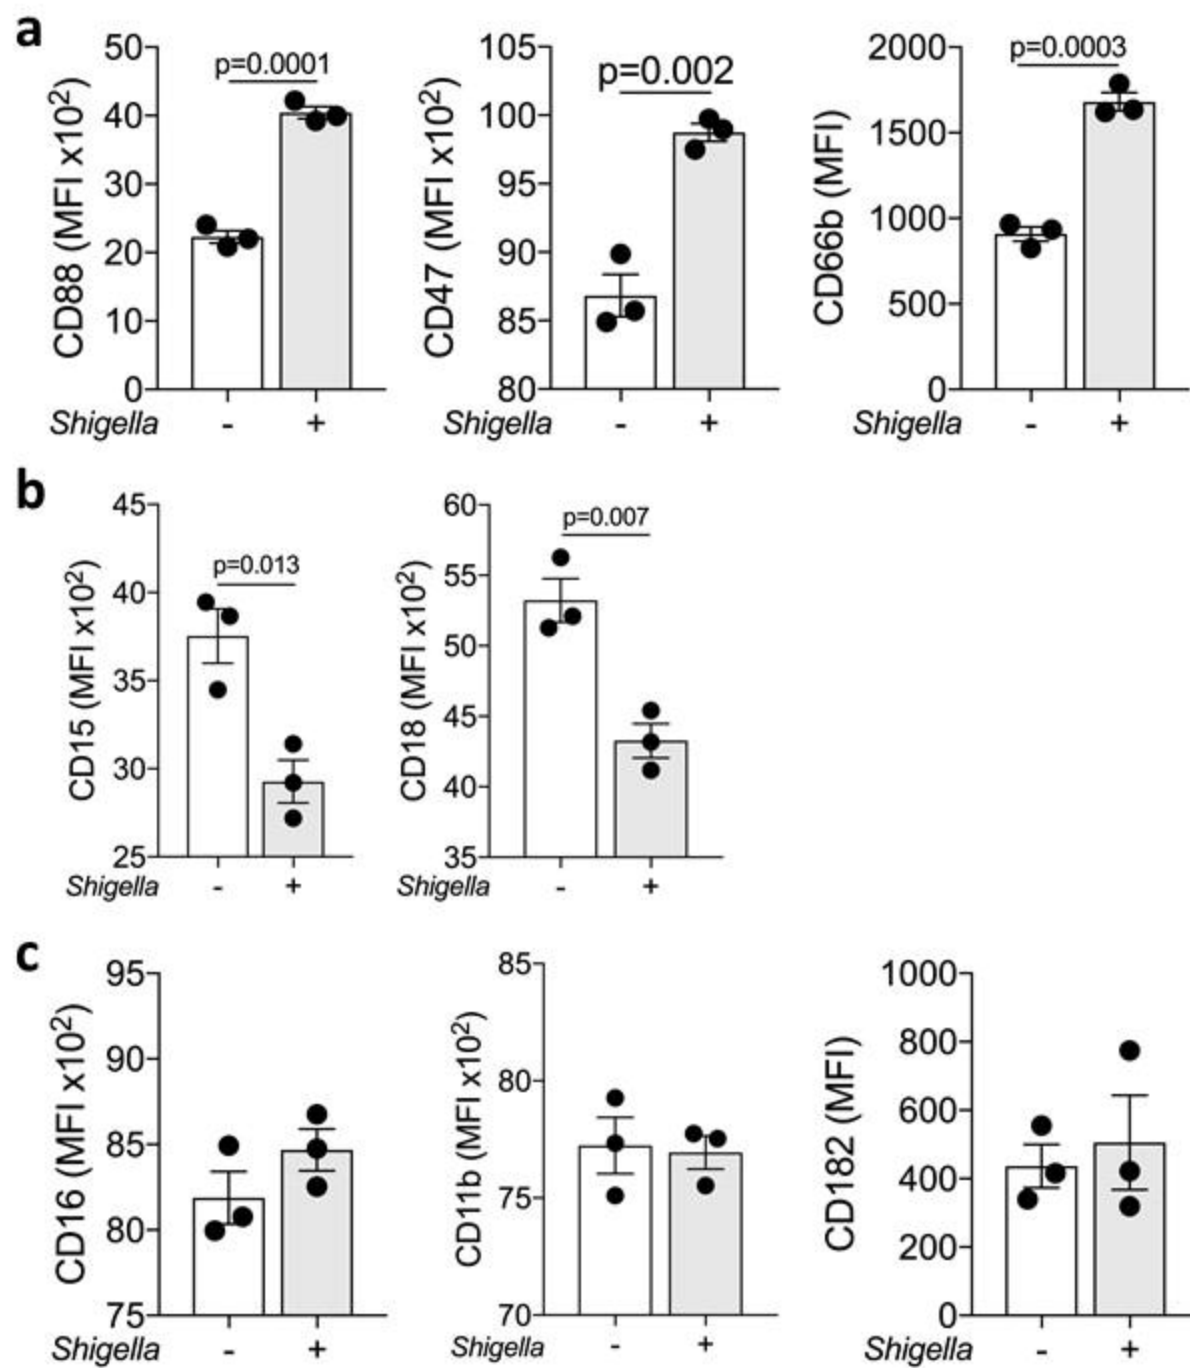 a
CD88 (MFI x10²)
50
40
30
20
10
0
p=0.0001
Shigella - +
CD47 (MFI x10²)
105
100
95
90
85
80
p=0.002
Shigella - +
CD66b (MFI)
2000
1500
1000
500
0
p=0.0003
Shigella - +
b
CD15 (MFI x10²)
45
40
35
30
25
p=0.013
Shigella - +
CD18 (MFI x10²)
60
55
50
45
40
35
p=0.007
Shigella - +
c
CD16 (MFI x10²)
95
90
85
80
75
Shigella - +
CD11b (MFI x10²)
85
80
75
70
Shigella - +
CD182 (MFI)
1000
800
600
400
200
0
Shigella - +